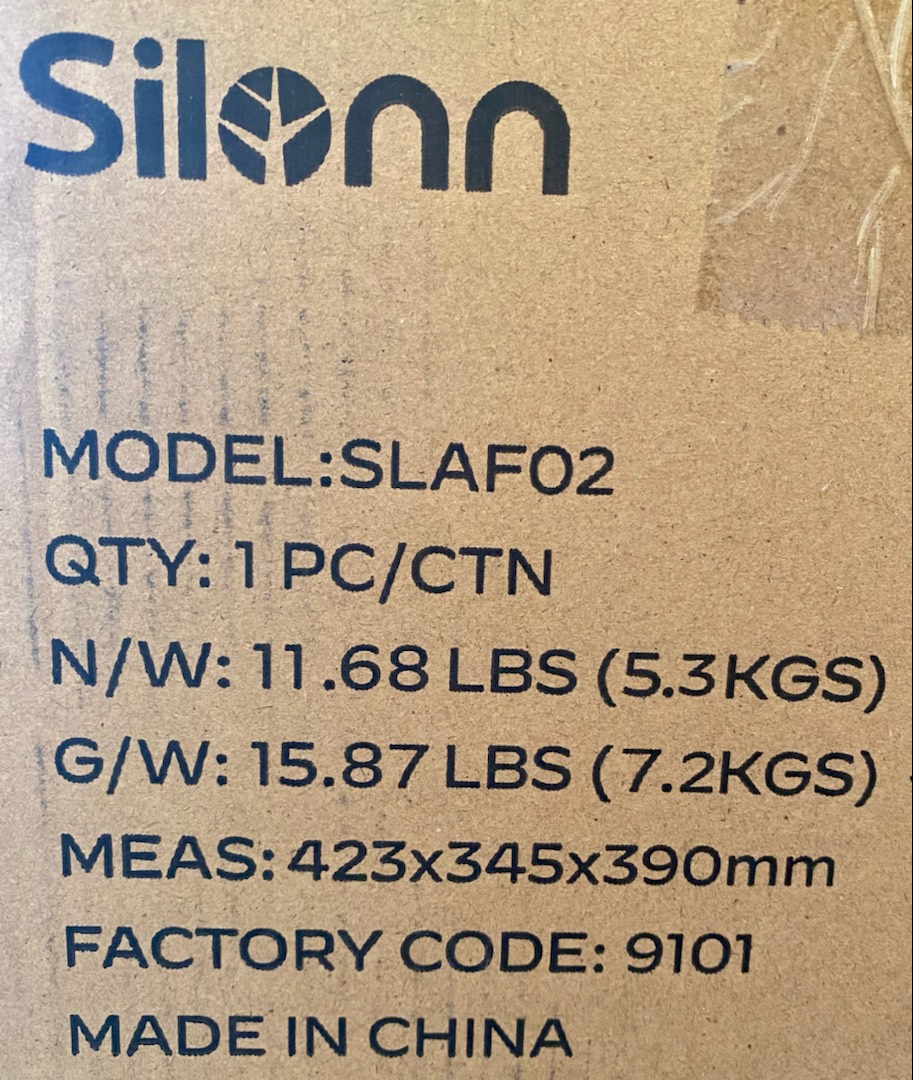 Silonn
MODEL:SLAF02
QTY: 1 PC/CTN
N/W: 11.68 LBS (5.3KGS)
G/W: 15.87 LBS (7.2KGS)
MEAS: 423x345x390mm
FACTORY CODE: 9101
MADE IN CHINA